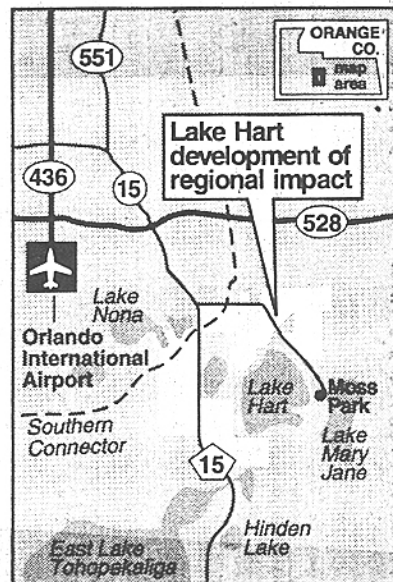 ORANGE
CO.
map
area
551
Lake Hart
development of
regional impact
436
15
528
Lake
Nona
Orlando
International
Airport
Lake
Hart
Moss
Park
Southern
Connector
Lake
Mary
Jane
15
Hinden
Lake
East Lake
Tohopekaliga